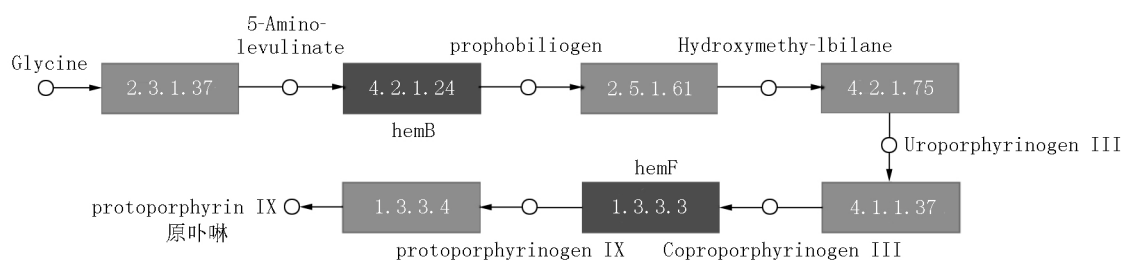 Glycine
2.3.1.37
5-Amino-
levulinate
4.2.1.24
hemB
prophobiliogen
2.5.1.61
Hydroxymethy-lbilane
4.2.1.75
Uroporphyrinogen III
4.1.1.37
Coproporphyrinogen III
hemF
1.3.3.3
protoporphyrinogen IX
1.3.3.4
protoporphyrin IX
原卟啉